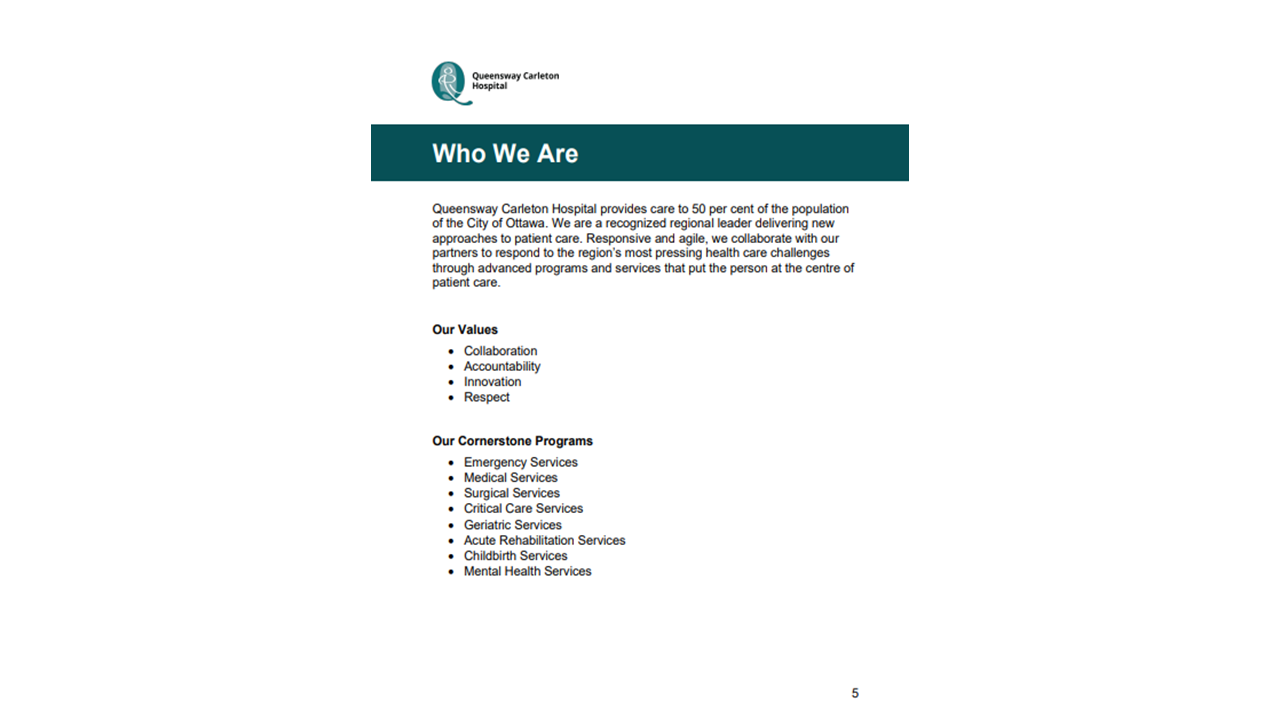 Queensway Carleton
Hospital
Who We Are
Queensway Carleton Hospital provides care to 50 per cent of the population
of the City of Ottawa. We are a recognized regional leader delivering new
approaches to patient care. Responsive and agile, we collaborate with our
partners to respond to the region's most pressing health care challenges
through advanced programs and services that put the person at the centre of
patient care.
Our Values
• Collaboration
• Accountability
• Innovation
• Respect
Our Cornerstone Programs
• Emergency Services
• Medical Services
• Surgical Services
• Critical Care Services
• Geriatric Services
• Acute Rehabilitation Services
• Childbirth Services
• Mental Health Services
5